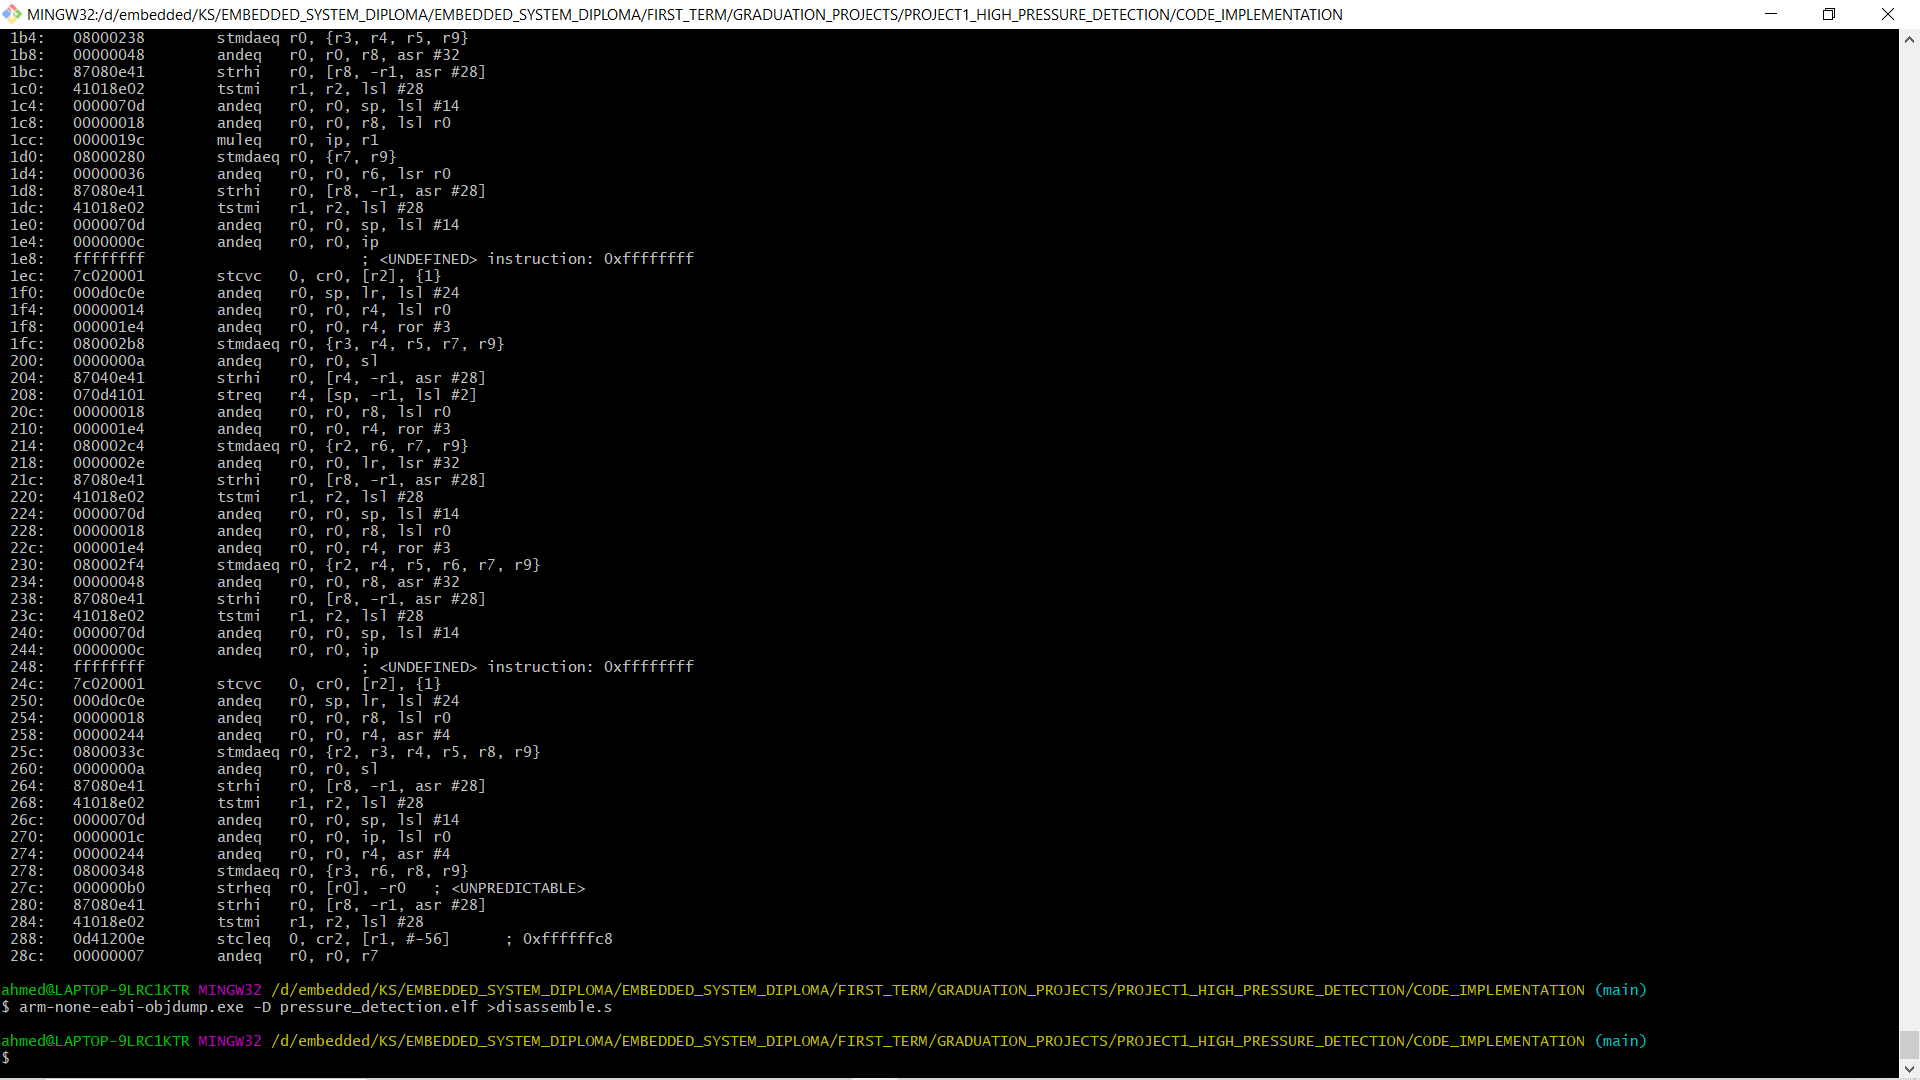 MINGW32:/d/embedded/KS/EMBEDDED_SYSTEM_DIPLOMA/EMBEDDED_SYSTEM_DIPLOMA/FIRST_TERM/GRADUATION_PROJECTS/PROJECT1_HIGH_PRESSURE_DETECTION/CODE_IMPLEMENTATION
1b4: 08000238 stmdaeq r0, {r3, r4, r5, r9}
1b8: 00000048 andeq r0, r0, r8, asr #32
1bc: 87080e41 strhi r0, [r8, -r1, asr #28]
1c0: 41018e02 tstmi r1, r2, lsl #28
1c4: 0000070d andeq r0, r0, sp, lsl #14
1c8: 00000018 andeq r0, r0, r8, lsl r0
1cc: 0000019c muleq r0, ip, r1
1d0: 08000280 stmdaeq r0, {r7, r9}
1d4: 00000036 andeq r0, r0, r6, lsr r0
1d8: 87080e41 strhi r0, [r8, -r1, asr #28]
1dc: 41018e02 tstmi r1, r2, lsl #28
1e0: 0000070d andeq r0, r0, sp, lsl #14
1e4: 0000000c andeq r0, r0, ip
1e8: ffffffff ; <UNDEFINED> instruction: 0xffffffff
1ec: 7c020001 stcvc 0, cr0, [r2], {1}
1f0: 000d0c0e andeq r0, sp, lr, lsl #24
1f4: 00000014 andeq r0, r0, r4, lsl r0
1f8: 000001e4 andeq r0, r0, r4, ror #3
1fc: 080002b8 stmdaeq r0, {r3, r4, r5, r7, r9}
200: 0000000a andeq r0, r0, sl
204: 87040e41 strhi r0, [r4, -r1, asr #28]
208: 070d4101 streq r4, [sp, -r1, lsl #2]
20c: 00000018 andeq r0, r0, r8, lsl r0
210: 000001e4 andeq r0, r0, r4, ror #3
214: 080002c4 stmdaeq r0, {r2, r6, r7, r9}
218: 0000002e andeq r0, r0, lr, lsr #32
21c: 87080e41 strhi r0, [r8, -r1, asr #28]
220: 41018e02 tstmi r1, r2, lsl #28
224: 0000070d andeq r0, r0, sp, lsl #14
228: 00000018 andeq r0, r0, r8, lsl r0
22c: 000001e4 andeq r0, r0, r4, ror #3
230: 080002f4 stmdaeq r0, {r2, r4, r5, r6, r7, r9}
234: 00000048 andeq r0, r0, r8, asr #32
238: 87080e41 strhi r0, [r8, -r1, asr #28]
23c: 41018e02 tstmi r1, r2, lsl #28
240: 0000070d andeq r0, r0, sp, lsl #14
244: 0000000c andeq r0, r0, ip
248: ffffffff ; <UNDEFINED> instruction: 0xffffffff
24c: 7c020001 stcvc 0, cr0, [r2], {1}
250: 000d0c0e andeq r0, sp, lr, lsl #24
254: 00000018 andeq r0, r0, r8, lsl r0
258: 00000244 andeq r0, r0, r4, asr #4
25c: 0800033c stmdaeq r0, {r2, r3, r4, r5, r8, r9}
260: 0000000a andeq r0, r0, sl
264: 87080e41 strhi r0, [r8, -r1, asr #28]
268: 41018e02 tstmi r1, r2, lsl #28
26c: 0000070d andeq r0, r0, sp, lsl #14
270: 0000001c andeq r0, r0, ip, lsl r0
274: 00000244 andeq r0, r0, r4, asr #4
278: 08000348 stmdaeq r0, {r3, r6, r8, r9}
27c: 000000b0 strheq r0, [r0], -r0 ; <UNPREDICTABLE>
280: 87080e41 strhi r0, [r8, -r1, asr #28]
284: 41018e02 tstmi r1, r2, lsl #28
288: 0d41200e stcleq 0, cr2, [r1, #-56] ; 0xffffffc8
28c: 00000007 andeq r0, r0, r7
ahmed@LAPTOP-9LRC1KTR MINGW32 /d/embedded/KS/EMBEDDED_SYSTEM_DIPLOMA/EMBEDDED_SYSTEM_DIPLOMA/FIRST_TERM/GRADUATION_PROJECTS/PROJECT1_HIGH_PRESSURE_DETECTION/CODE_IMPLEMENTATION (main)
$ arm-none-eabi-objdump.exe -D pressure_detection.elf >disassemble.s
ahmed@LAPTOP-9LRC1KTR MINGW32 /d/embedded/KS/EMBEDDED_SYSTEM_DIPLOMA/EMBEDDED_SYSTEM_DIPLOMA/FIRST_TERM/GRADUATION_PROJECTS/PROJECT1_HIGH_PRESSURE_DETECTION/CODE_IMPLEMENTATION (main)
$